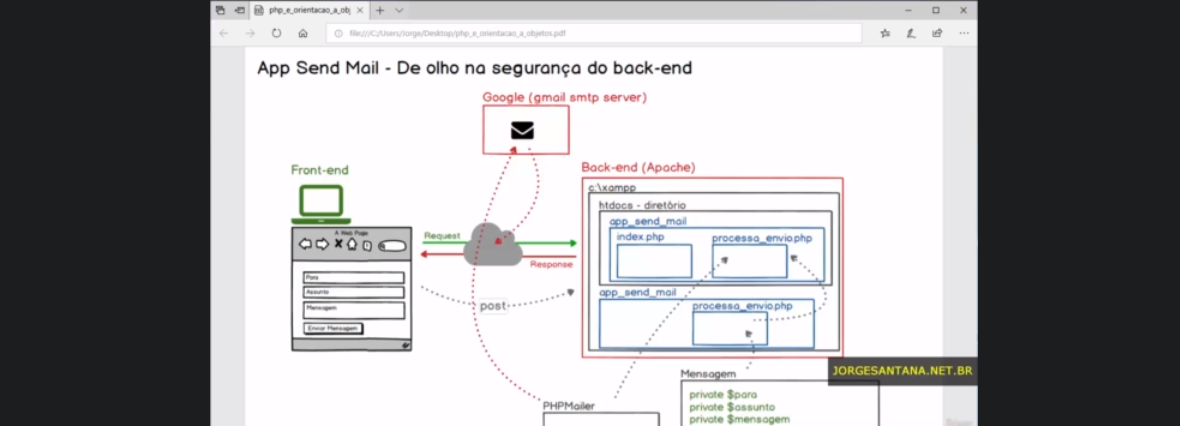 php_e_orientacao_a_obj
file:///C:/Users/Jorge/Desktop/php_e_orientacao_a_objetos.pdf
App Send Mail - De olho na segurança do back-end
Google (gmail smtp server)
Front-end
Back-end (Apache)
c:\xampp
htdocs - diretório
app_send_mail
index.php
processa_envio.php
A Web Page
Request
Response
Para
Assunto
Mensagem
Enviar Mensagem
post
app_send_mail
processa_envio.php
JORGESANTANA.NET.BR
Mensagem
private $para
private $assunto
private $mensagem
PHPMailer